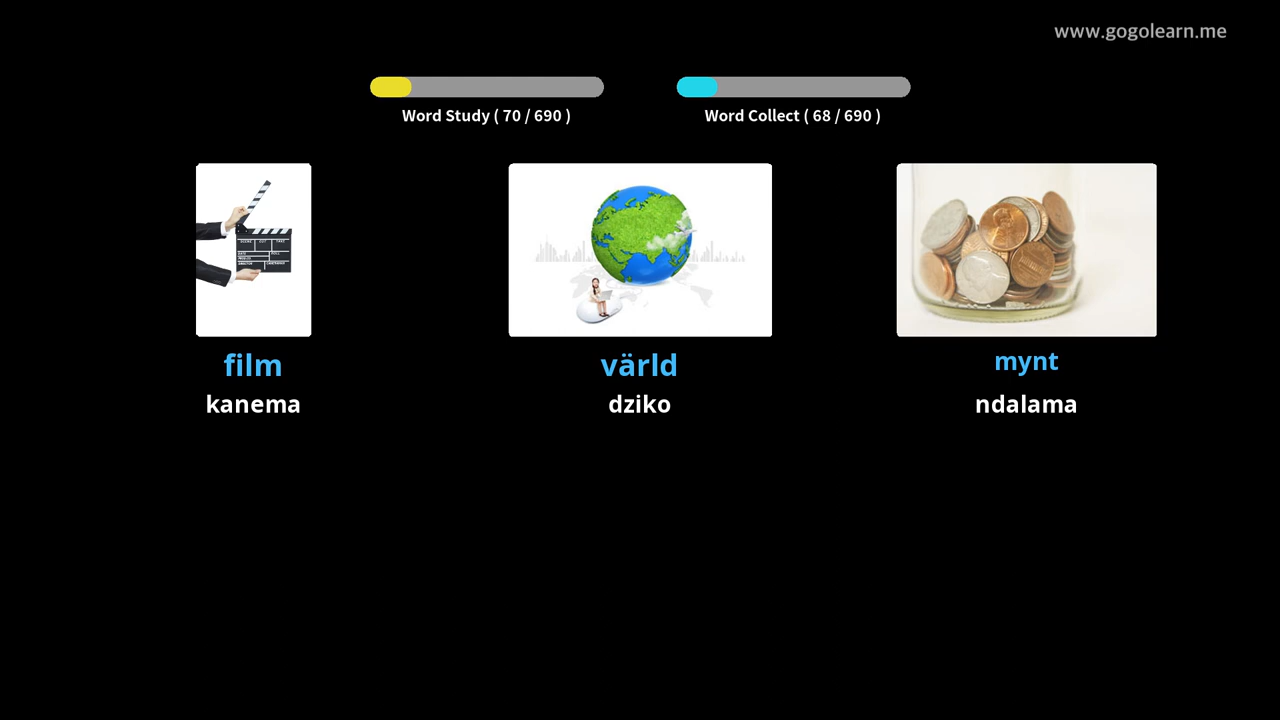 www.gogolearn.me
Word Study ( 70 / 690 )
Word Collect ( 68 / 690 )
film
värld
mynt
kanema
dziko
ndalama